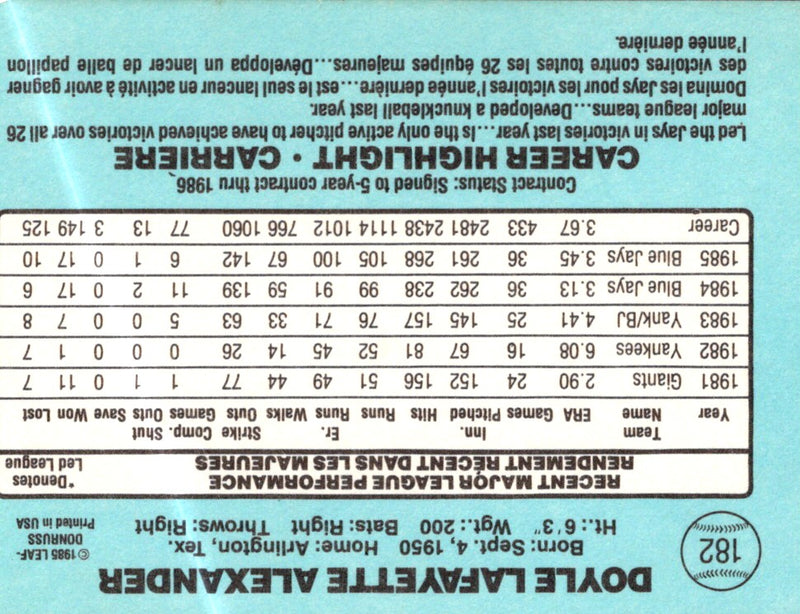 DOYLE LAFAYETTE ALEXANDER
182
Born: Sept. 4, 1950 Home: Arlington, Tex.
Ht.: 6'3" Wgt.: 200 Bats: Right Throws: Right
©1985 LEAF-
DONRUSS
Printed in USA
RECENT MAJOR LEAGUE PERFORMANCE
RENDEMENT RÉCENT DANS LES MAJEURES
*Denotes
Led League
Team Inn. Er. Strike Comp. Shut
Year Name ERA Games Pitched Hits Runs Runs Walks Outs Games Outs Save Won Lost
1981 Giants 2.90 24 152 156 51 49 44 77 1 1 0 11 7
1982 Yankees 6.08 16 67 81 52 45 14 26 0 0 0 1 7
1983 Yank/BJ 4.41 25 145 157 76 71 33 63 5 0 0 7 8
1984 Blue Jays 3.13 36 262 238 99 91 59 139 11 2 0 17 6
1985 Blue Jays 3.45 36 261 268 105 100 67 142 6 1 0 17 10
Career 3.67 433 2481 2438 1114 1012 766 1060 77 13 3 149 125
Contract Status: Signed to 5-year contract thru 1986
CAREER HIGHLIGHT • CARRIERE
Led the Jays in victories last year...Is the only active pitcher to have achieved victories over all 26
major league teams...Developed a knuckleball last year.
Domina les Jays pour les victoires l'année dernière...est le seul lanceur en activité à avoir gagner
des victoires contre toutes les 26 équipes majeures...Développa un lancer de balle papillon
l'année dernière.